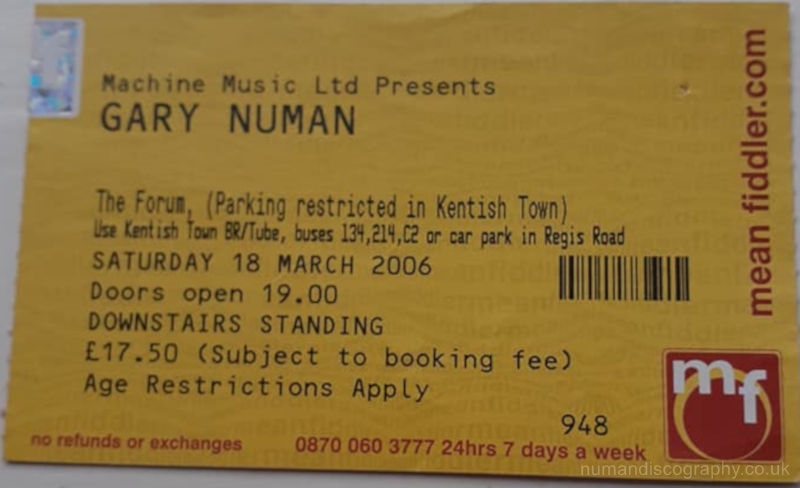 Machine Music Ltd Presents
GARY NUMAN
The Forum, (Parking restricted in Kentish Town)
Use Kentish Town BR/Tube, buses 134,214,C2 or car park in Regis Road
SATURDAY 18 MARCH 2006
Doors open 19.00
DOWNSTAIRS STANDING
£17.50 (Subject to booking fee)
Age Restrictions Apply
948
no refunds or exchanges
0870 060 3777 24hrs 7 days a week
mean fiddler.com
mf
numandiscography.co.uk